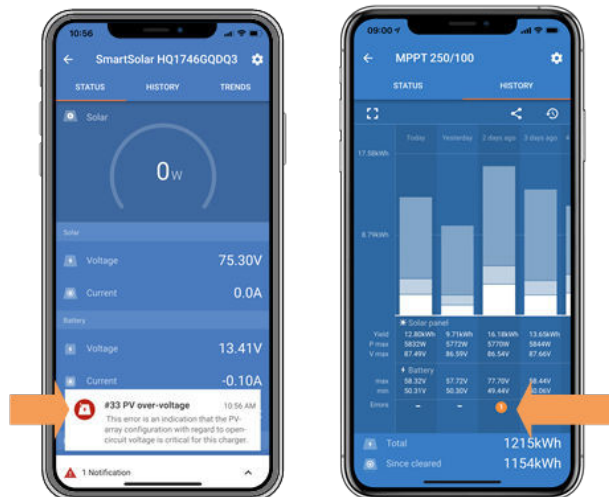 10:56
SmartSolar HQ1746GQDQ3
STATUS HISTORY TRENDS
Solar
0W
Solar
Voltage 75.30V
Current 0.0A
Battery
Voltage 13.41V
Current -0.10A
#33 PV over-voltage 10:56 AM
This error is an indication that the PV-
array configuration with regard to open-
circuit voltage is critical for this charger.
1 Notification
09:00
MPPT 250/100
STATUS HISTORY
Today Yesterday 2 days ago 3 days ago
17.58kWh
8.79kWh
Solar panel
Yield 12.80kWh 9.71kWh 16.18kWh 13.65kWh
P max 5832W 5772W 5770W 5844W
V max 87.49V 86.59V 86.54V 87.66V
Battery
max 58.32V 57.72V 77.70V 58.44V
min 50.31V 50.30V 49.44V 50.06V
Errors - - 1
Total 1215kWh
Since cleared 1154kWh